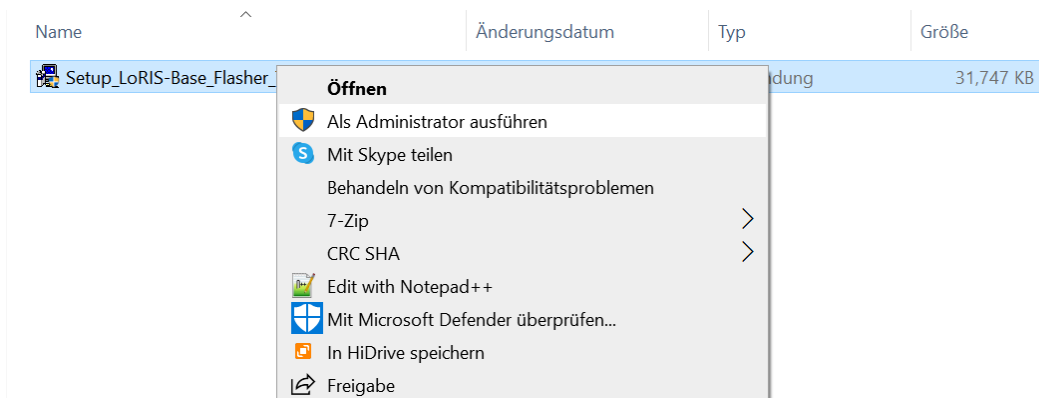 Name Änderungsdatum Typ Größe
Setup_LoRIS-Base_Flasher_ dung 31,747 KB
Öffnen
Als Administrator ausführen
Mit Skype teilen
Behandeln von Kompatibilitätsproblemen
7-Zip
CRC SHA
Edit with Notepad++
Mit Microsoft Defender überprüfen...
In HiDrive speichern
Freigabe